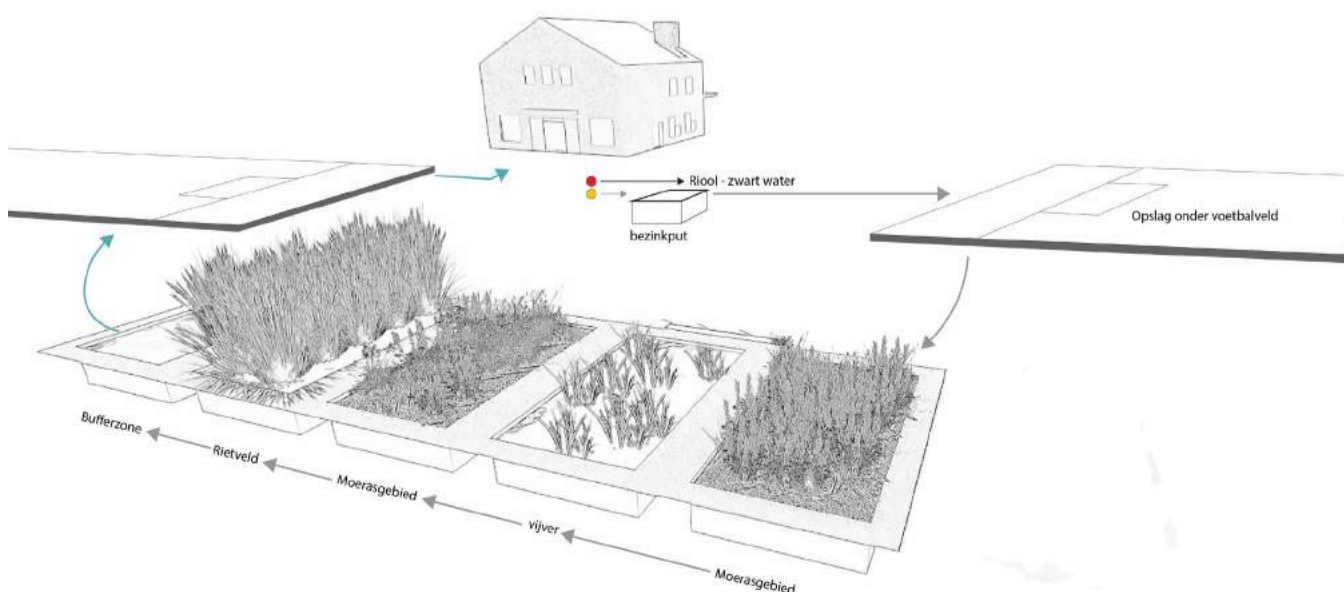 Riool - zwart water
bezinkput
Opslag onder voetbalveld
Bufferzone
Rietveld
Moerasgebied
vijver
Moerasgebied